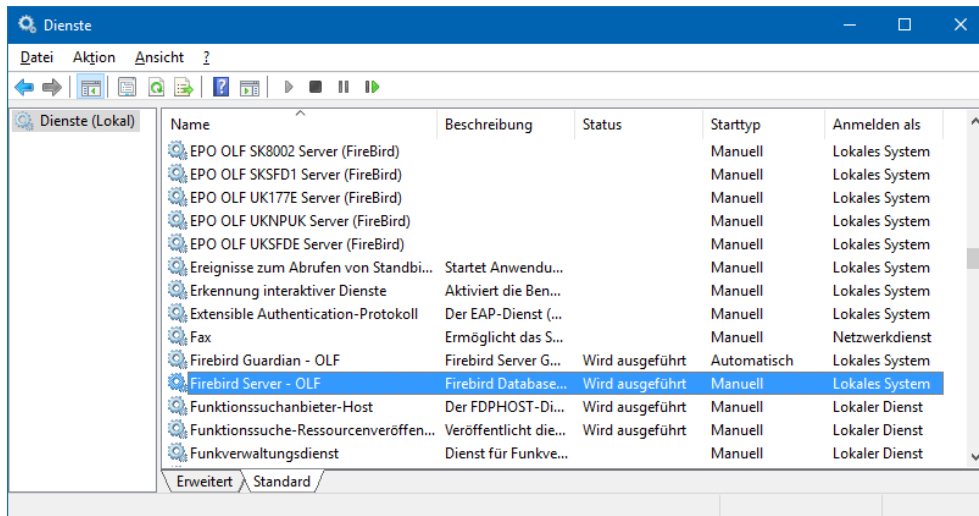 Dienste
Datei Aktion Ansicht ?
Dienste (Lokal)
Name Beschreibung Status Starttyp Anmelden als
EPO OLF SK8002 Server (FireBird) Manuell Lokales System
EPO OLF SKSFD1 Server (FireBird) Manuell Lokales System
EPO OLF UK177E Server (FireBird) Manuell Lokales System
EPO OLF UKNPUK Server (FireBird) Manuell Lokales System
EPO OLF UKSFDE Server (FireBird) Manuell Lokales System
Ereignisse zum Abrufen von Standbi... Startet Anwendu... Manuell Lokales System
Erkennung interaktiver Dienste Aktiviert die Ben... Manuell Lokales System
Extensible Authentication-Protokoll Der EAP-Dienst (... Manuell Lokales System
Fax Ermöglicht das S... Manuell Netzwerkdienst
Firebird Guardian - OLF Firebird Server G... Wird ausgeführt Automatisch Lokales System
Firebird Server - OLF Firebird Database... Wird ausgeführt Manuell Lokales System
Funktionssuchanbieter-Host Der FDPHOST-Di... Wird ausgeführt Manuell Lokaler Dienst
Funktionssuche-Ressourcenveröffen... Veröffentlicht die... Wird ausgeführt Manuell Lokaler Dienst
Funkverwaltungsdienst Dienst für Funkve... Manuell Lokaler Dienst
Erweitert Standard